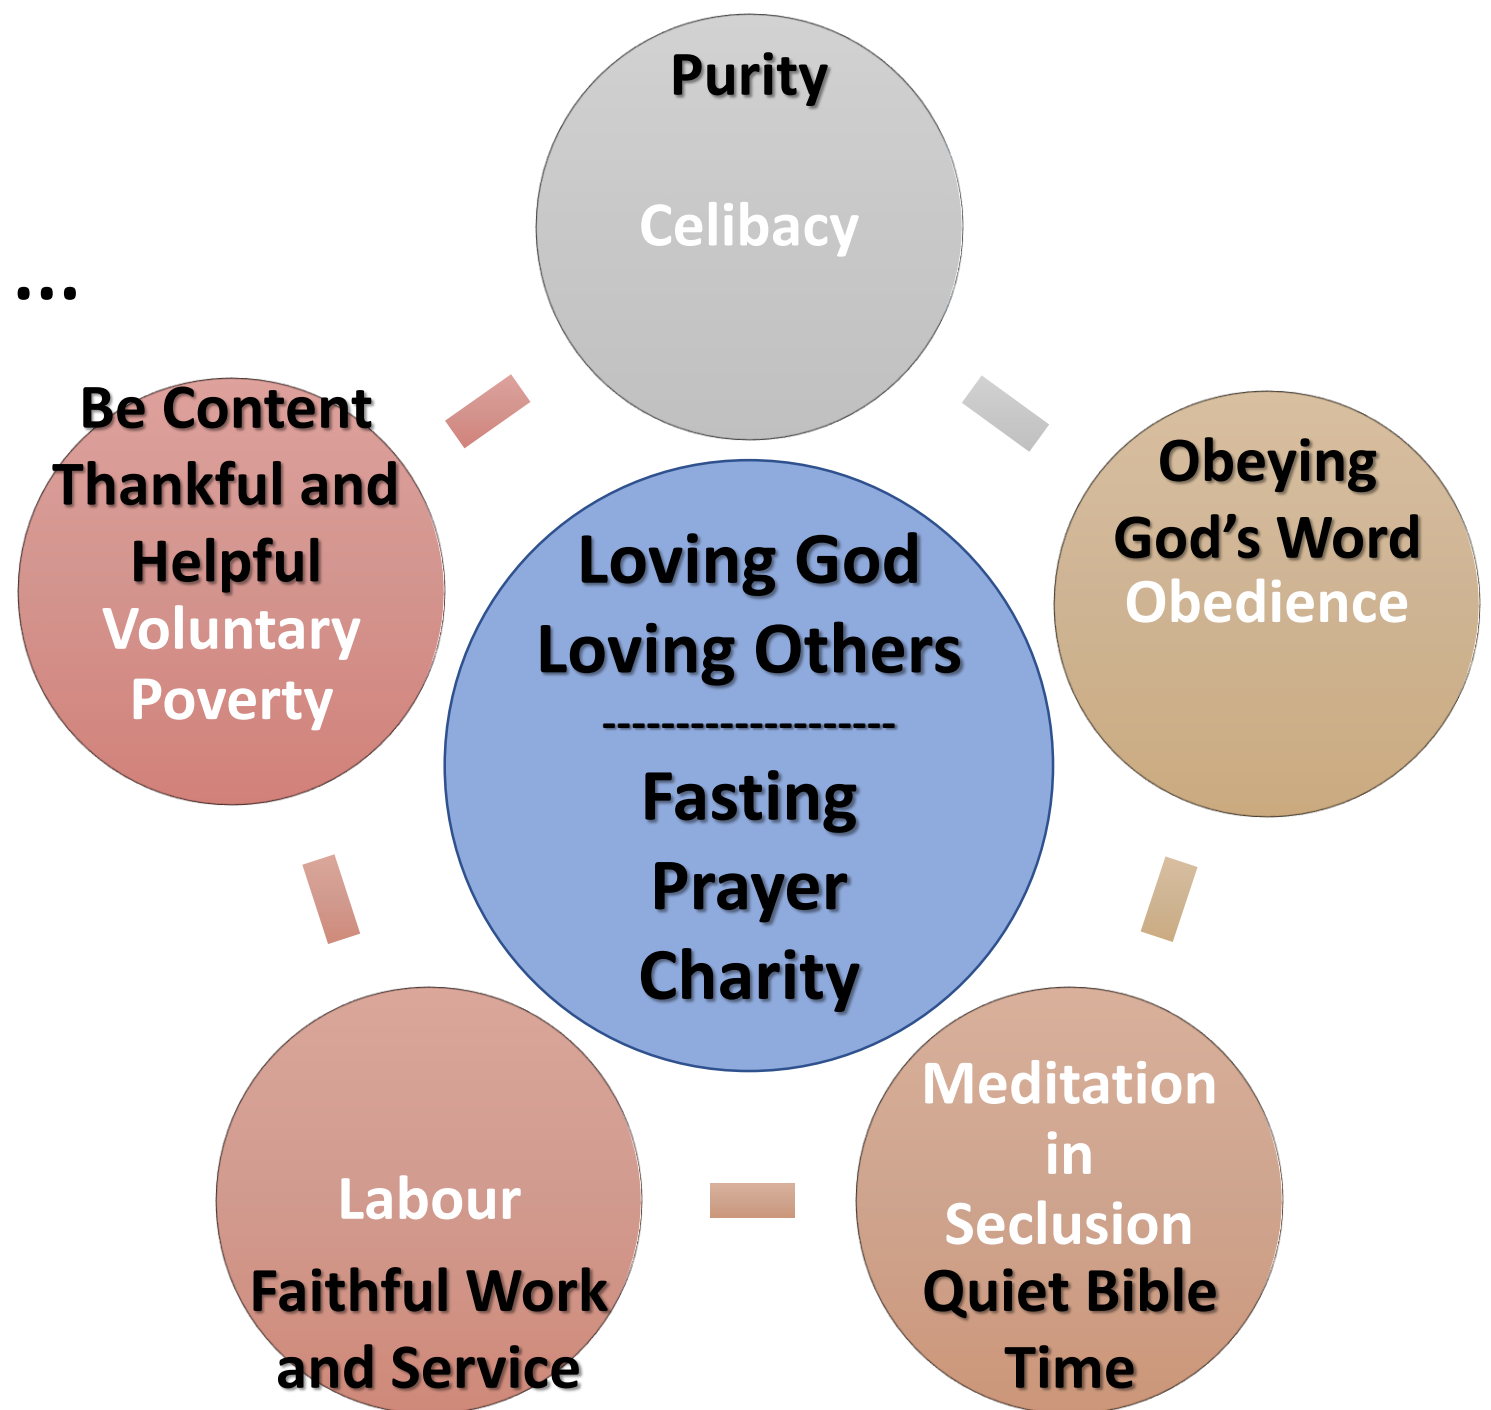 Purity
Celibacy
...
Be Content
Thankful and
Helpful
Voluntary
Poverty
Obeying
God’s Word
Obedience
Loving God
Loving Others
--------------------
Fasting
Prayer
Charity
Labour
Faithful Work
and Service
Meditation
in
Seclusion
Quiet Bible
Time